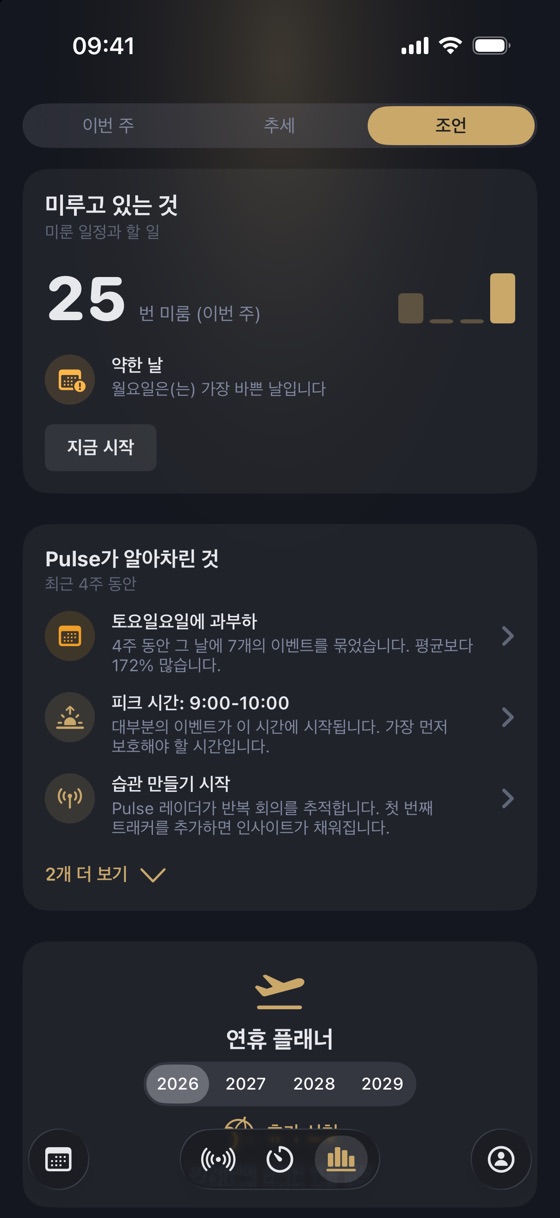 09:41
이번 주
추세
조언
미루고 있는 것
미룬 일정과 할 일
25 번 미룸 (이번 주)
약한 날
월요일은(는) 가장 바쁜 날입니다
지금 시작
Pulse가 알아차린 것
최근 4주 동안
토요일요일에 과부하
4주 동안 그 날에 7개의 이벤트를 묶었습니다. 평균보다
172% 많습니다.
피크 시간: 9:00-10:00
대부분의 이벤트가 이 시간에 시작됩니다. 가장 먼저
보호해야 할 시간입니다.
습관 만들기 시작
Pulse 레이더가 반복 회의를 추적합니다. 첫 번째
트래커를 추가하면 인사이트가 채워집니다.
2개 더 보기
연휴 플래너
2026
2027
2028
2029